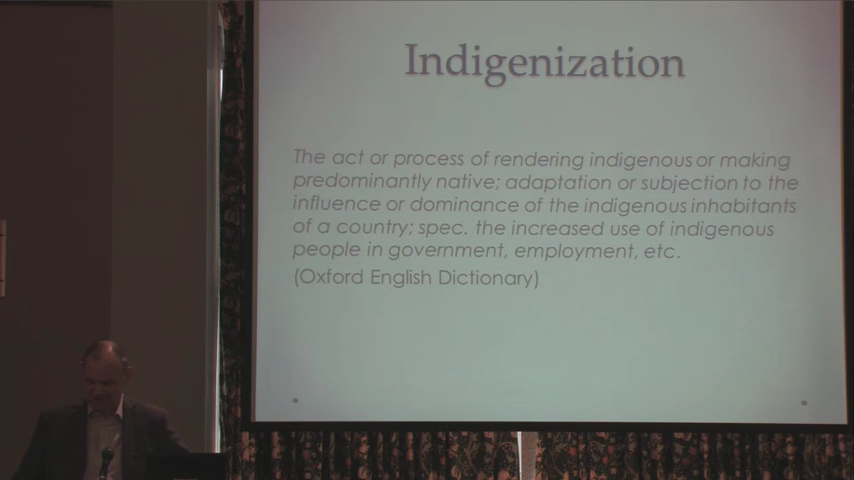 Indigenization
The act or process of rendering indigenous or making
predominantly native; adaptation or subjection to the
influence or dominance of the indigenous inhabitants
of a country; spec. the increased use of indigenous
people in government, employment, etc.
(Oxford English Dictionary)